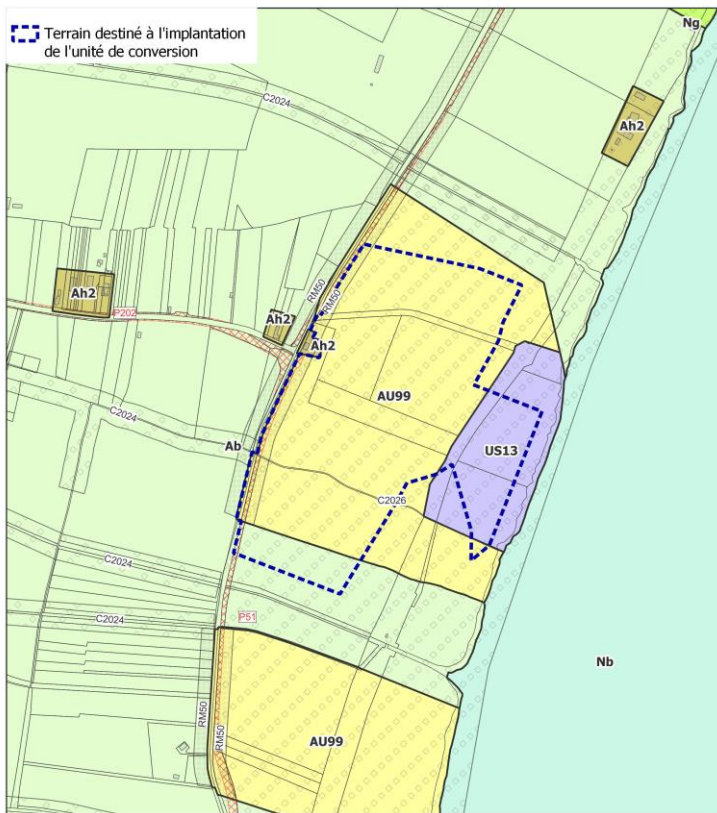 Terrain destiné à l'implantation
de l'unité de conversion
Ng
C2024
Ah2
RM50
RM50
Ah2
P202
Ah2
Ah2
AU99
C2024
Ab
US13
C2026
C2024
C2024
P51
Nb
RM50
RM50
AU99